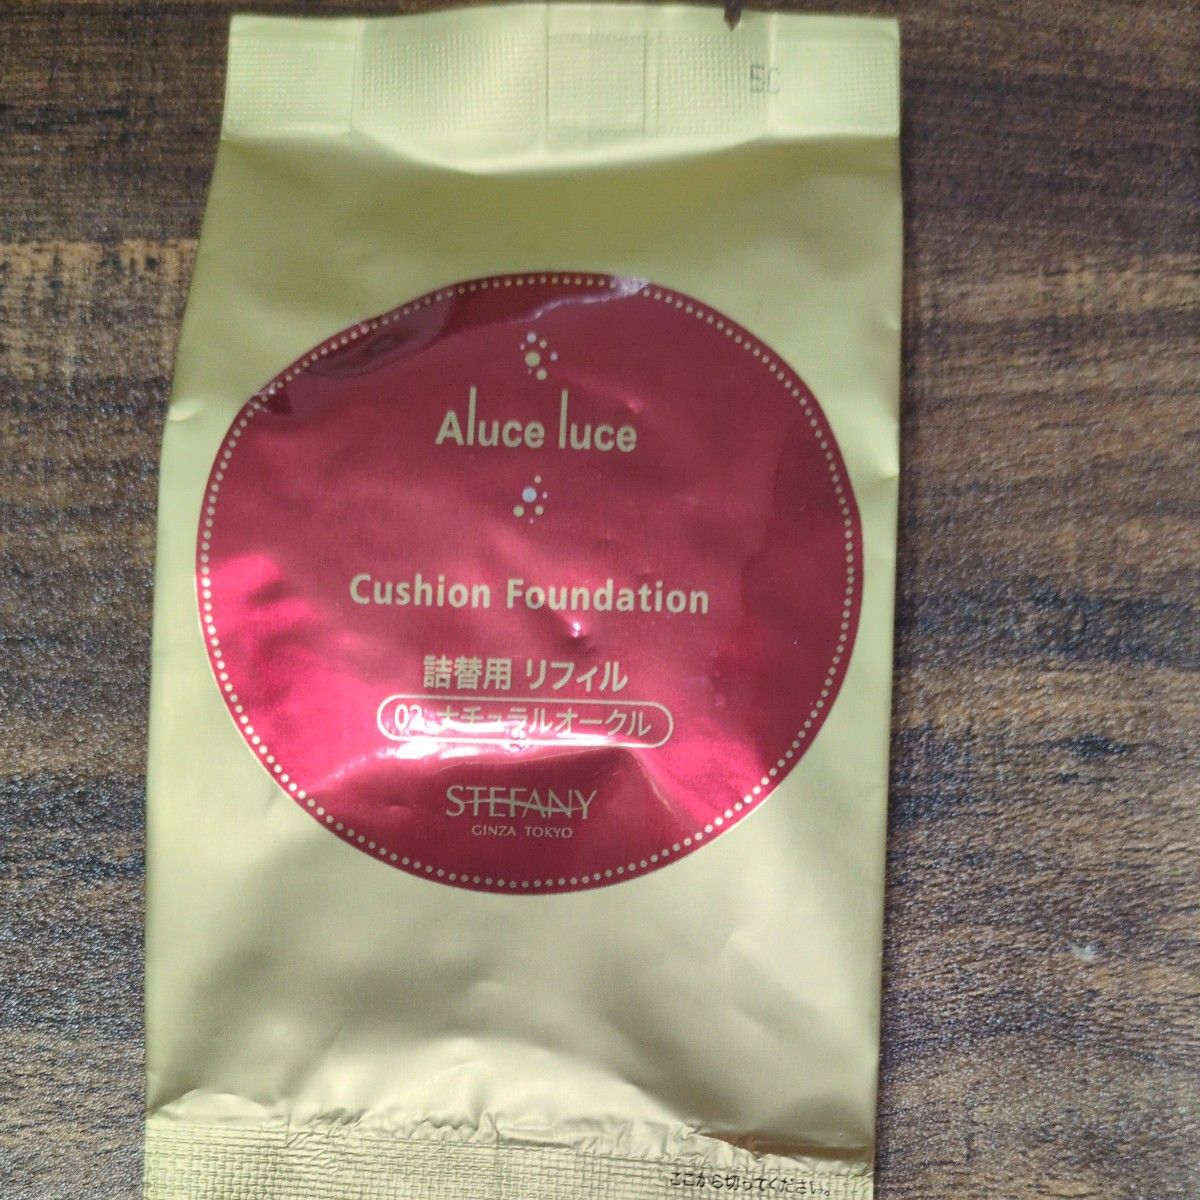 5C
Aluce luce
Cushion Foundation
詰替用 リフィル
02 ナチュラルオークル
STEFANY
GINZA TOKYO
ここから切ってください。